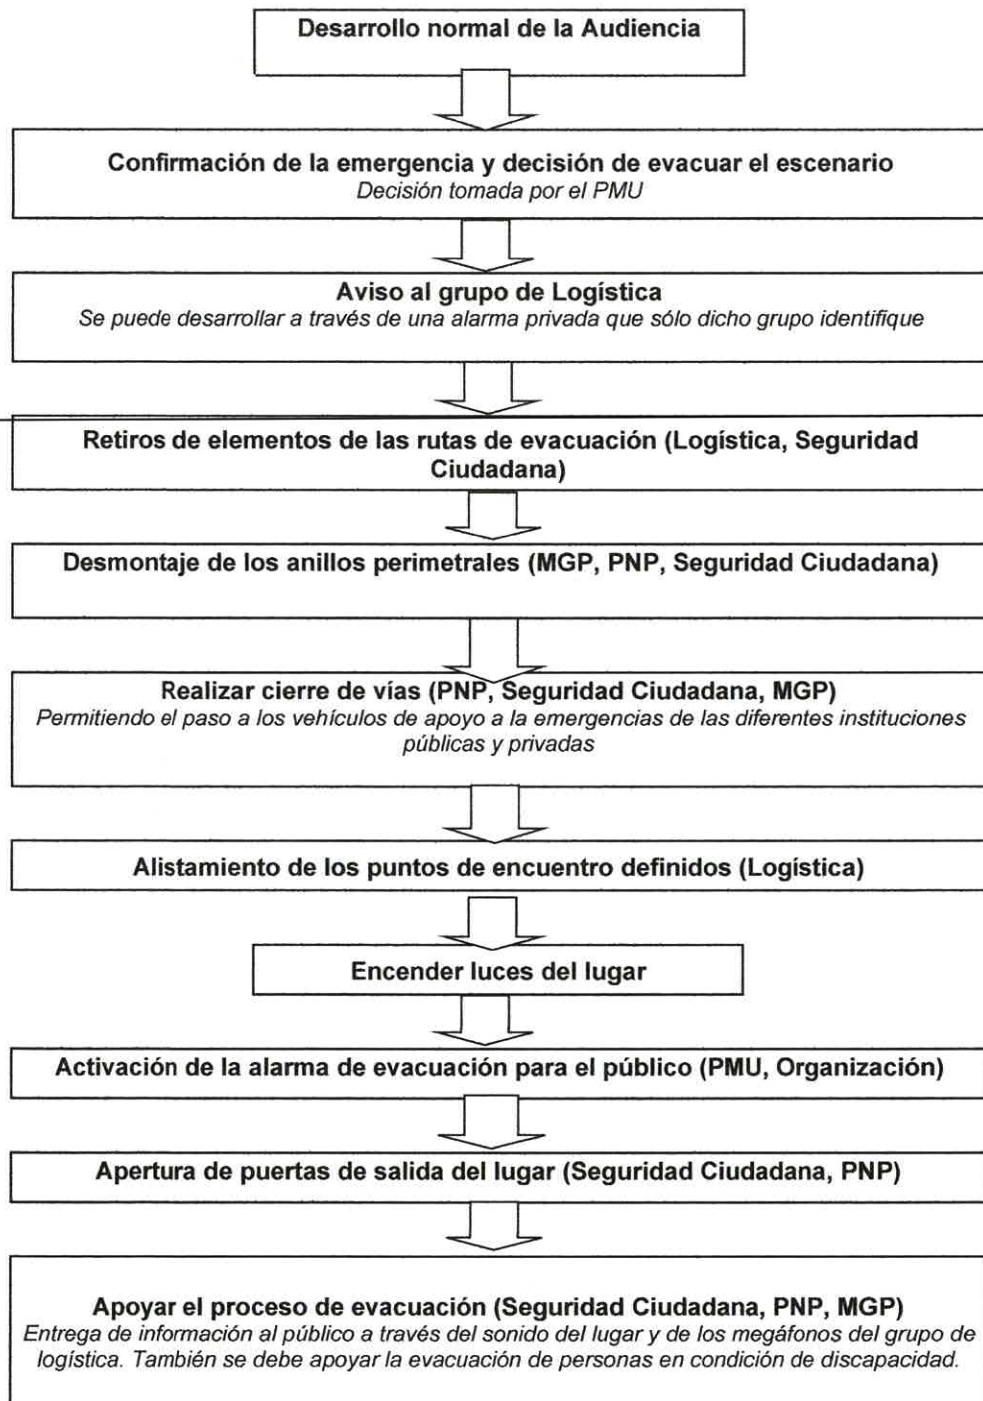 Desarrollo normal de la Audiencia
Confirmación de la emergencia y decisión de evacuar el escenario
Decisión tomada por el PMU
Aviso al grupo de Logística
Se puede desarrollar a través de una alarma privada que sólo dicho grupo identifique
Retiros de elementos de las rutas de evacuación (Logística, Seguridad
Ciudadana)
Desmontaje de los anillos perimetrales (MGP, PNP, Seguridad Ciudadana)
Realizar cierre de vías (PNP, Seguridad Ciudadana, MGP)
Permitiendo el paso a los vehículos de apoyo a la emergencias de las diferentes instituciones
públicas y privadas
Alistamiento de los puntos de encuentro definidos (Logística)
Encender luces del lugar
Activación de la alarma de evacuación para el público (PMU, Organización)
Apertura de puertas de salida del lugar (Seguridad Ciudadana, PNP)
Apoyar el proceso de evacuación (Seguridad Ciudadana, PNP, MGP)
Entrega de información al público a través del sonido del lugar y de los megáfonos del grupo de
logística. También se debe apoyar la evacuación de personas en condición de discapacidad.